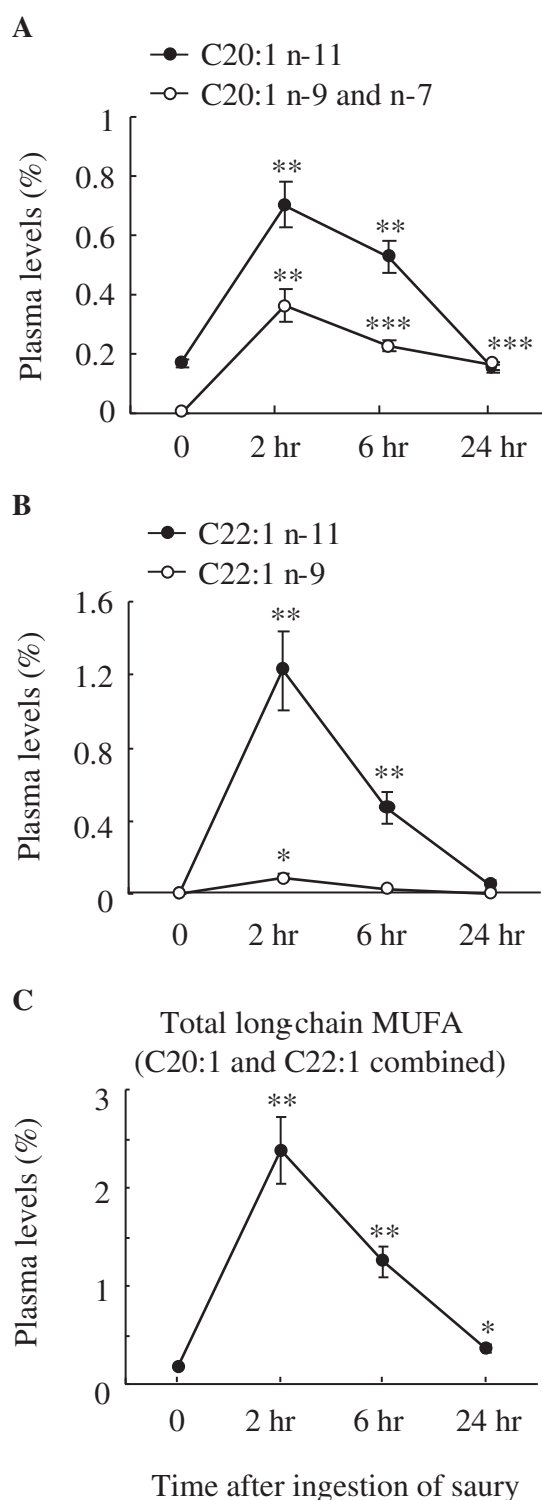 A
C20:1 n-11
C20:1 n-9 and n-7
1
0.8
0.6
0.4
0.2
0
Plasma levels (%)
**
**
**
***
***
0 2 hr 6 hr 24 hr
B
C22:1 n-11
C22:1 n-9
1.6
1.2
0.8
0.4
0
Plasma levels (%)
**
**
*
0 2 hr 6 hr 24 hr
C
Total long-chain MUFA
(C20:1 and C22:1 combined)
3
2
1
0
Plasma levels (%)
**
**
*
0 2 hr 6 hr 24 hr
Time after ingestion of saury